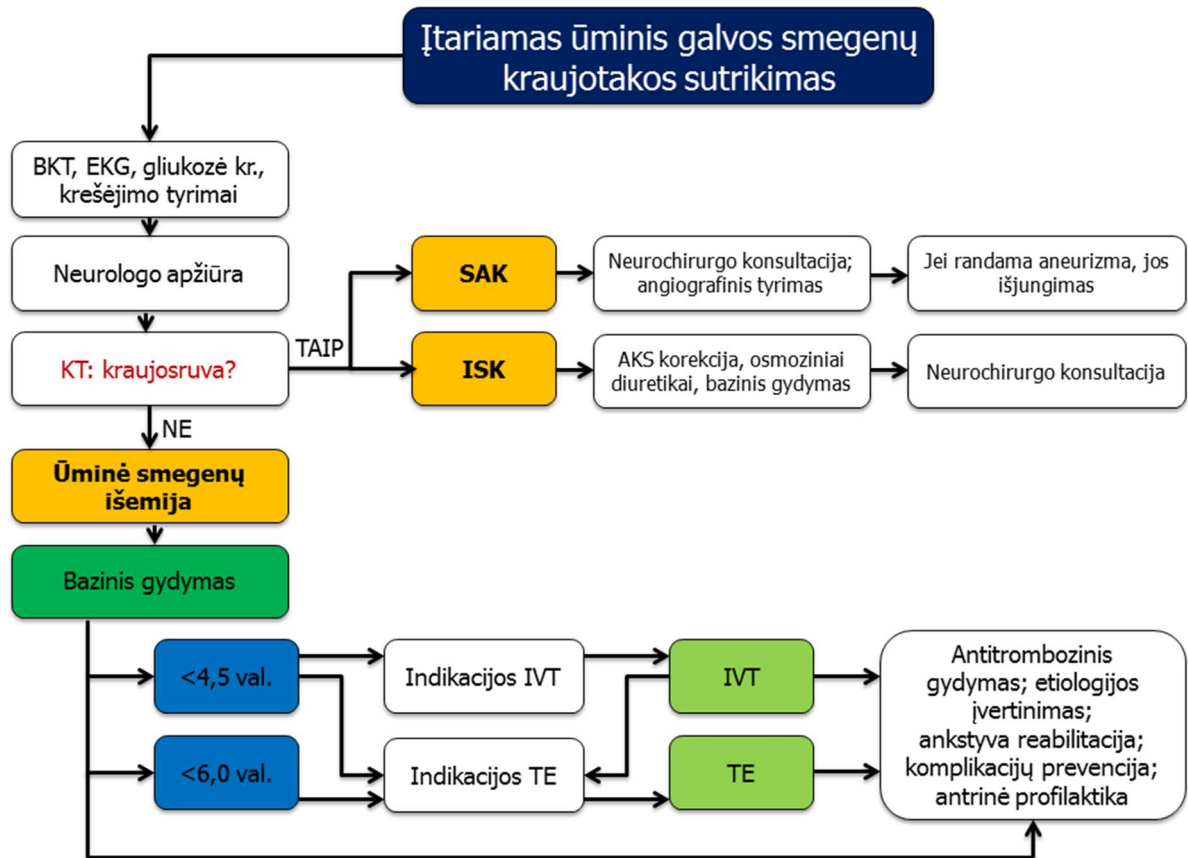 Įtariamas ūminis galvos smegenų
kraujotakos sutrikimas
BKT, EKG, gliukozė kr.,
krešėjimo tyrimai
Neurologo apžiūra
SAK
Neurochirurgo konsultacija;
angiografinis tyrimas
Jei randama aneurizma, jos
išjungimas
KT: kraujosruva?
TAIP
ISK
AKS korekcija, osmoziniai
diuretikai, bazinis gydymas
Neurochirurgo konsultacija
NE
Ūminė smegenų
išemija
Bazinis gydymas
<4,5 val.
Indikacijos IVT
IVT
<6,0 val.
Indikacijos TE
TE
Antitrombozinis
gydymas; etiologijos
įvertinimas;
ankstyva reabilitacija;
komplikacijų prevencija;
antrinė profilaktika